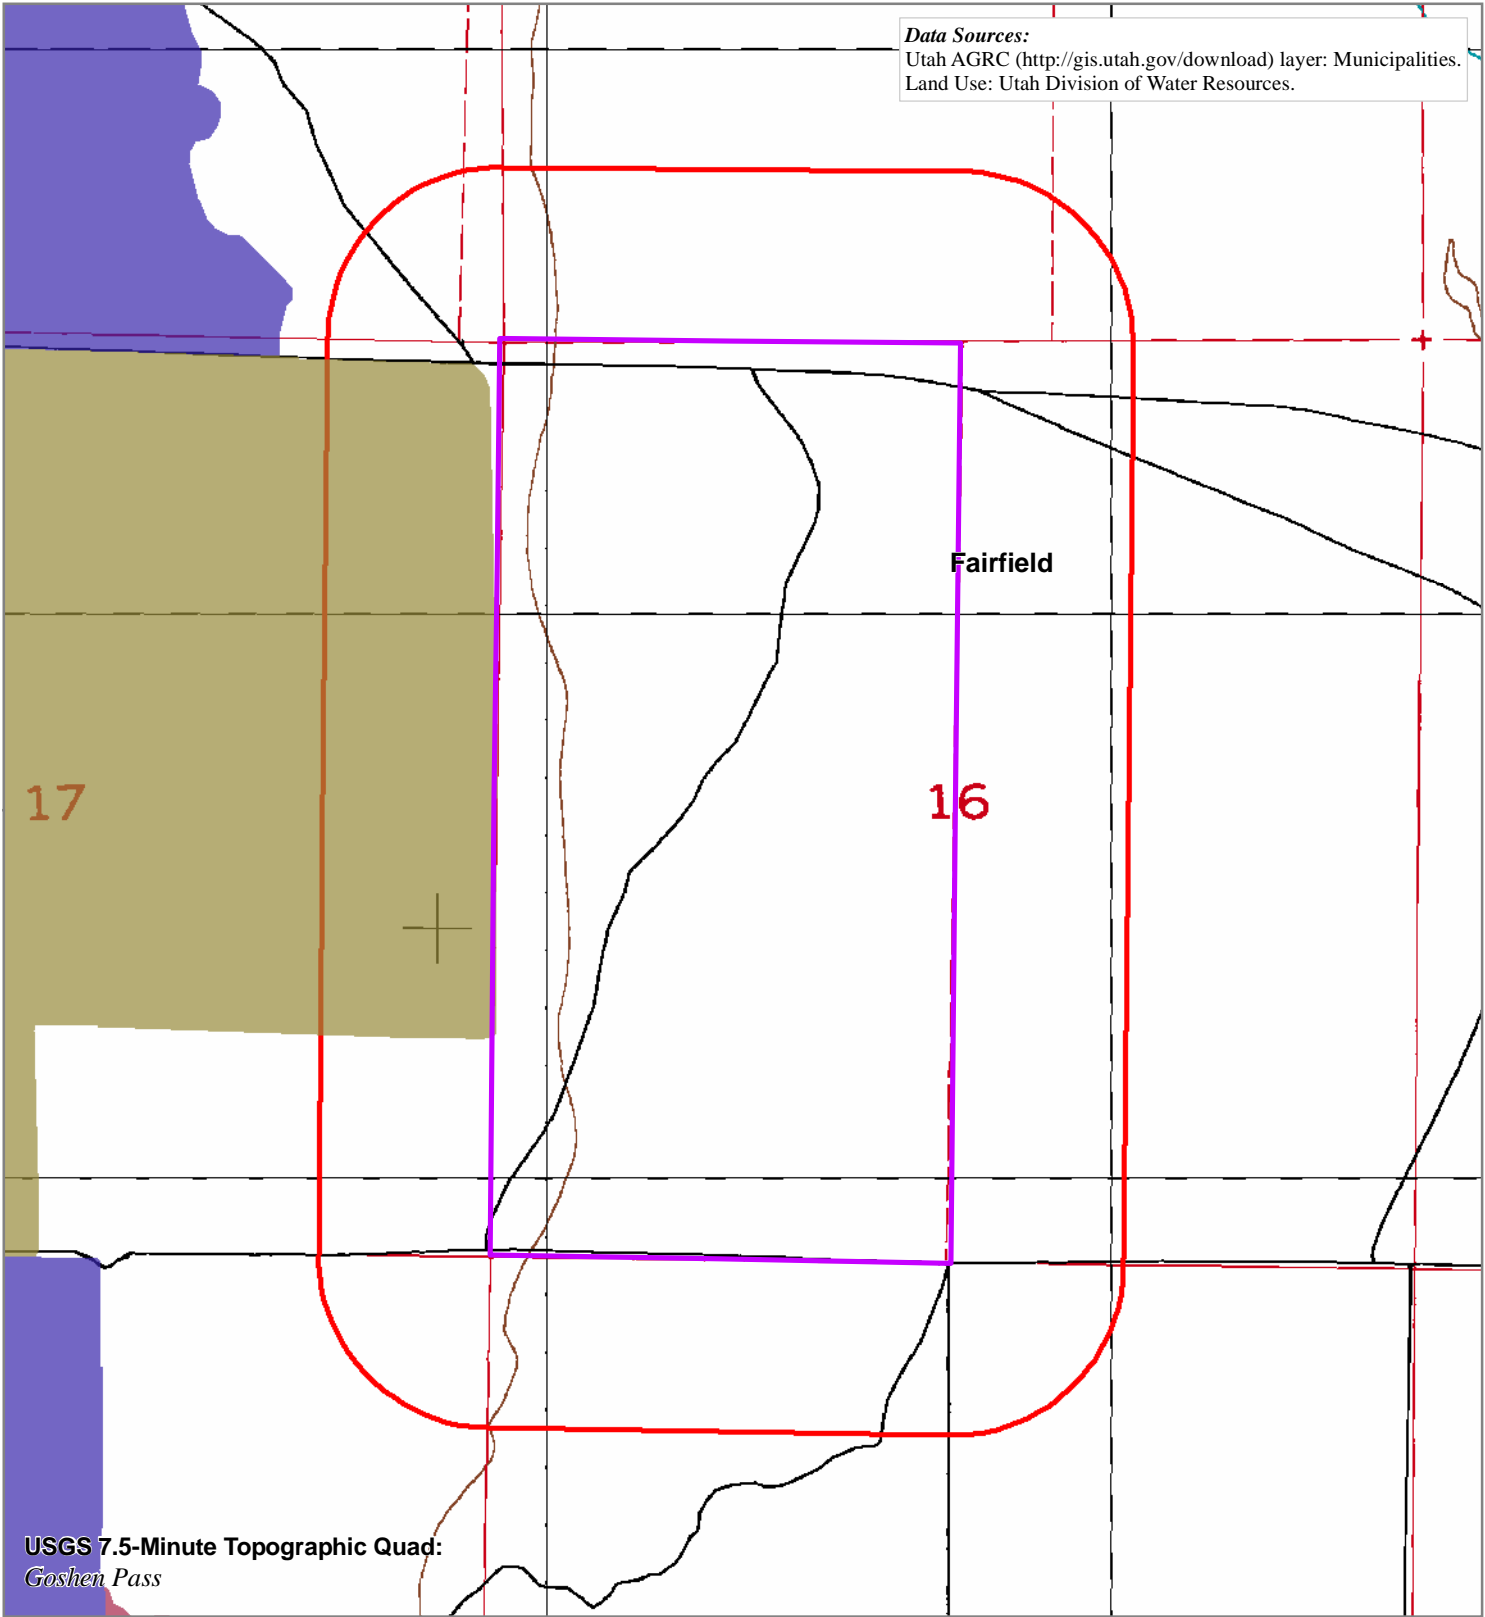 Data Sources:
Utah AGRC (http://gis.utah.gov/download) layer: Municipalities.
Land Use: Utah Division of Water Resources.
Fairfield
17
16
USGS 7.5-Minute Topographic Quad:
Goshen Pass